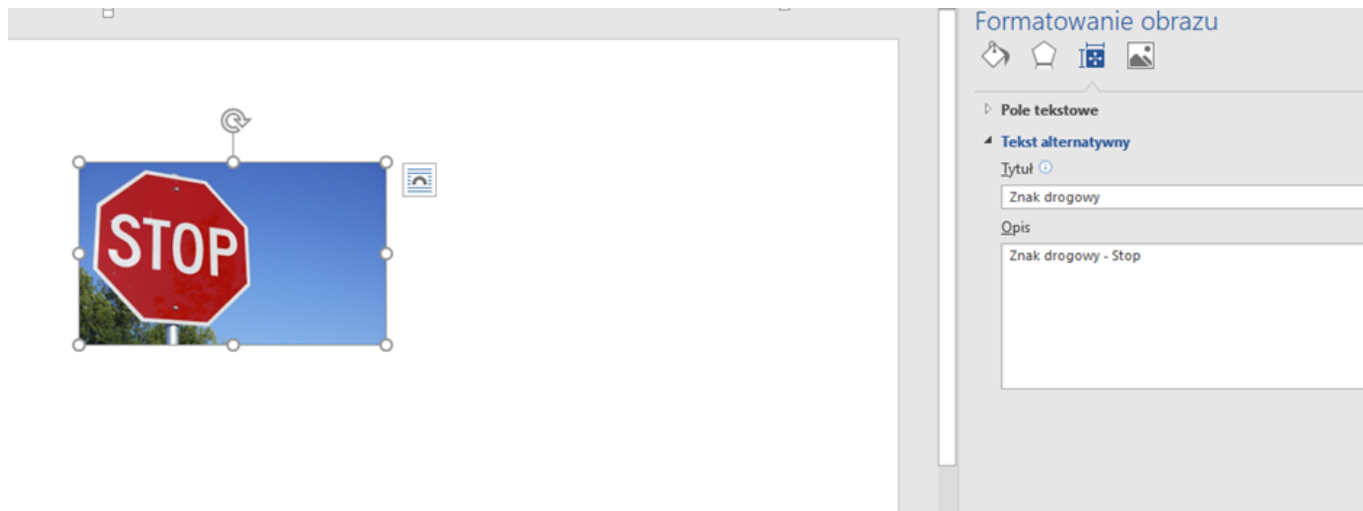 Formatowanie obrazu
Pole tekstowe
Tekst alternatywny
Tytuł
Znak drogowy
Opis
Znak drogowy - Stop
STOP